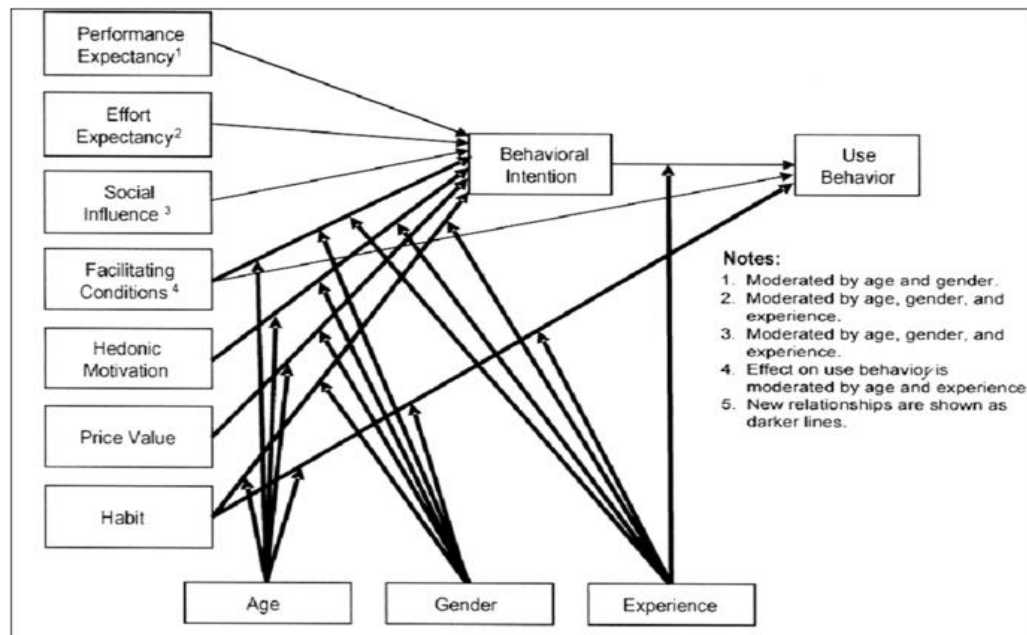 Performance
Expectancy1
Effort
Expectancy2
Social
Influence 3
Facilitating
Conditions 4
Hedonic
Motivation
Price Value
Habit
Behavioral
Intention
Use
Behavior
Notes:
1. Moderated by age and gender.
2. Moderated by age, gender, and
experience.
3. Moderated by age, gender, and
experience.
4. Effect on use behavior is
moderated by age and experience
5. New relationships are shown as
darker lines.
Age
Gender
Experience